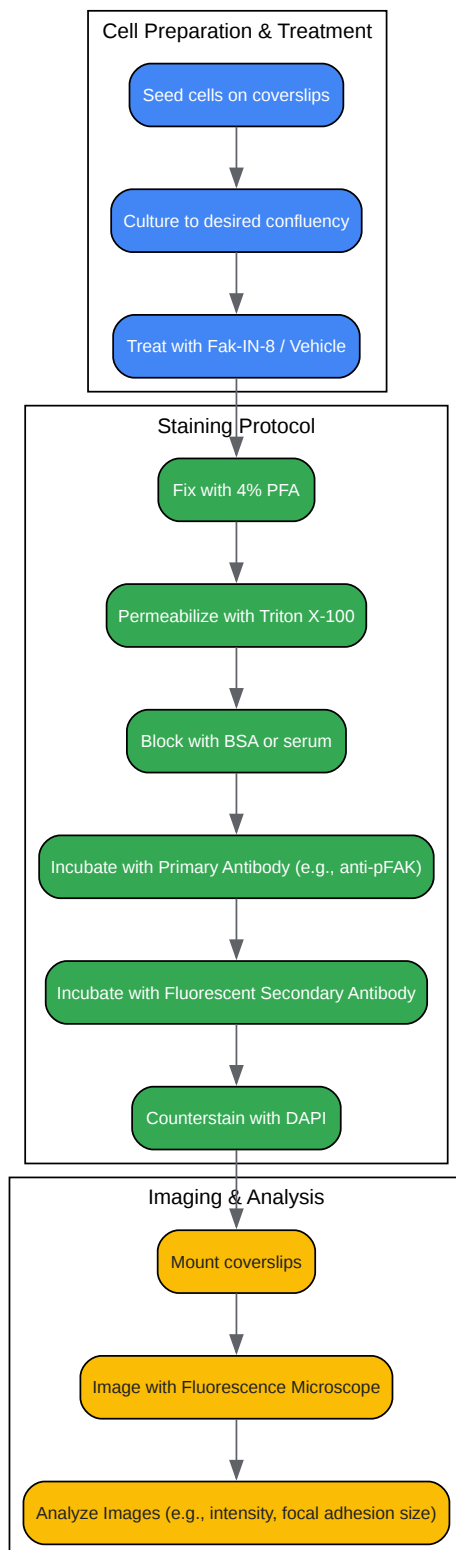 Cell Preparation & Treatment
Seed cells on coverslips
Culture to desired confluency
Treat with Fak-IN-8 / Vehicle
Staining Protocol
Fix with 4% PFA
Permeabilize with Triton X-100
Block with BSA or serum
Incubate with Primary Antibody (e.g., anti-pFAK)
Incubate with Fluorescent Secondary Antibody
Counterstain with DAPI
Imaging & Analysis
Mount coverslips
Image with Fluorescence Microscope
Analyze Images (e.g., intensity, focal adhesion size)